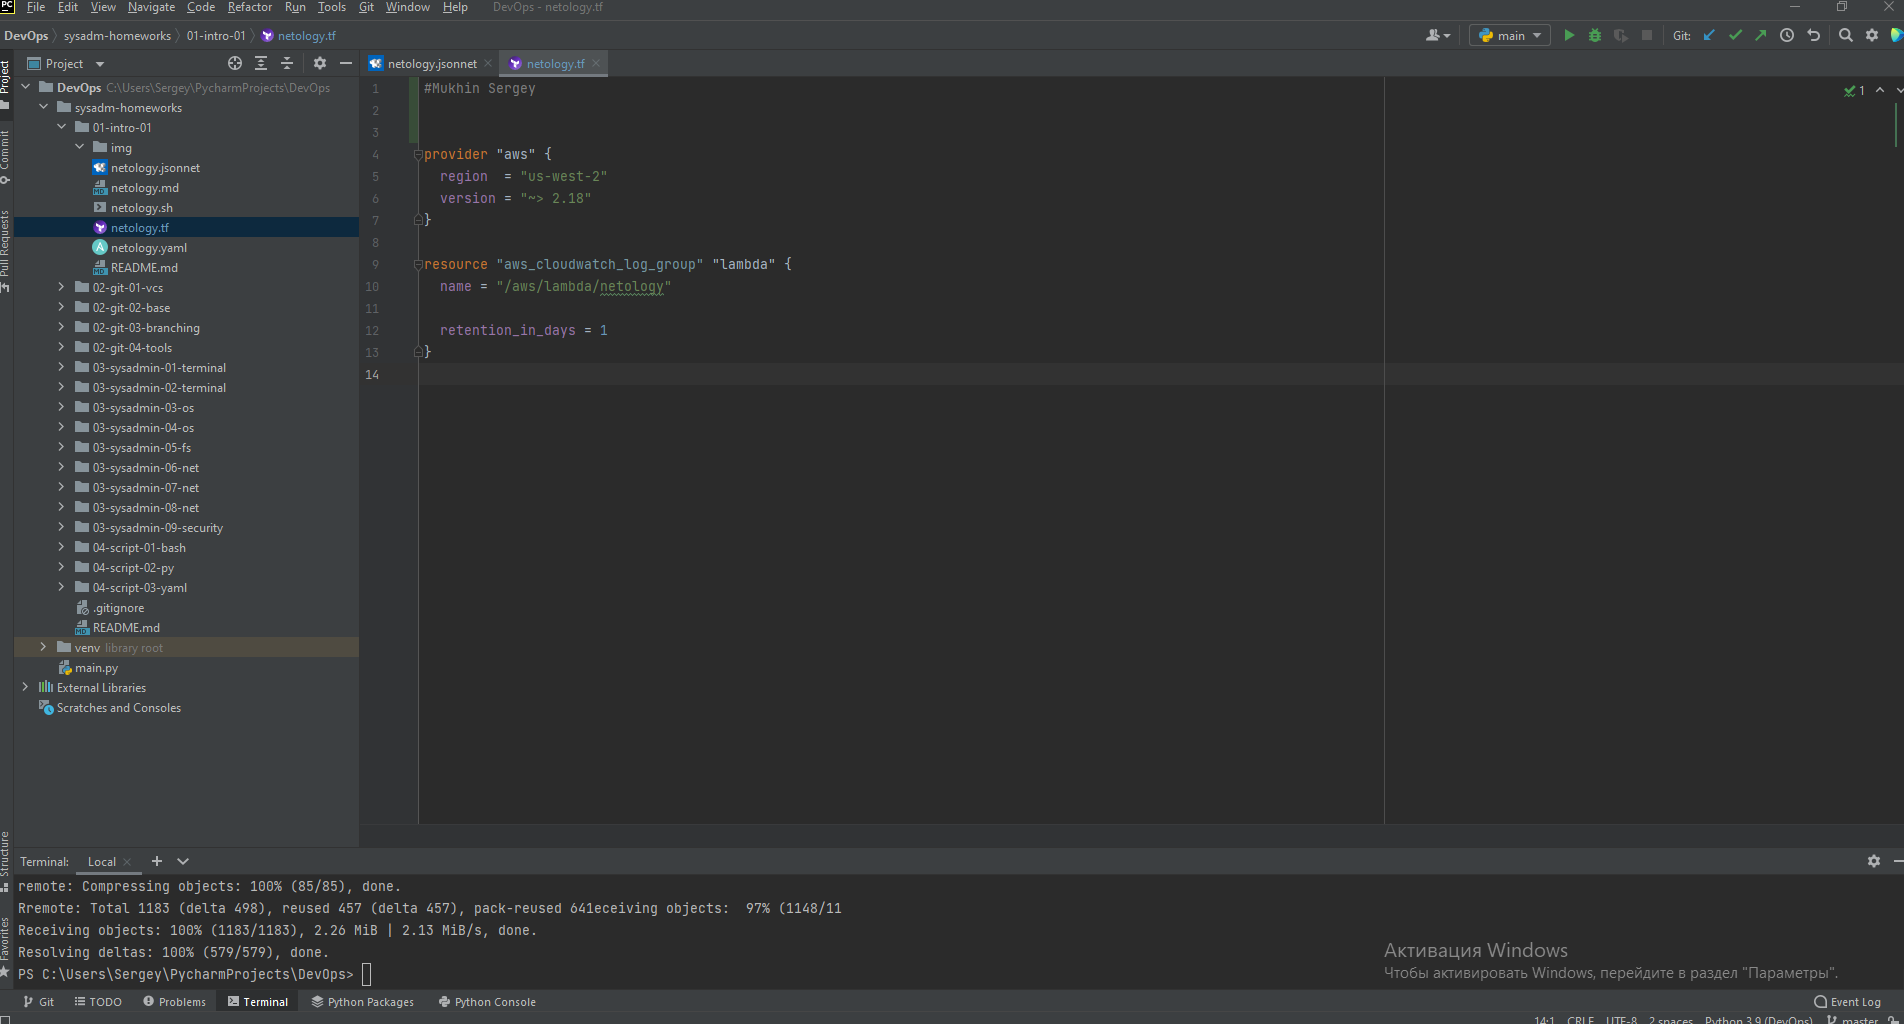 PC File Edit View Navigate Code Refactor Run Tools Git Window Help DevOps - netology.tf
DevOps sysadm-homeworks 01-intro-01 netology.tf
main Git:
Project
netology.jsonnet netology.tf
DevOps C:\Users\Sergey\PycharmProjects\DevOps
sysadm-homeworks
01-intro-01
img
netology.jsonnet
netology.md
netology.sh
netology.tf
netology.yaml
README.md
02-git-01-vcs
02-git-02-base
02-git-03-branching
02-git-04-tools
03-sysadmin-01-terminal
03-sysadmin-02-terminal
03-sysadmin-03-os
03-sysadmin-04-os
03-sysadmin-05-fs
03-sysadmin-06-net
03-sysadmin-07-net
03-sysadmin-08-net
03-sysadmin-09-security
04-script-01-bash
04-script-02-py
04-script-03-yaml
.gitignore
README.md
venv library root
main.py
External Libraries
Scratches and Consoles
Project
Commit
Pull Requests
Structure
Favorites
1 #Mukhin Sergey
2
3
4 provider "aws" {
5 region = "us-west-2"
6 version = "~> 2.18"
7 }
8
9 resource "aws_cloudwatch_log_group" "lambda" {
10 name = "/aws/lambda/netology"
11
12 retention_in_days = 1
13 }
14
1
Terminal: Local
remote: Compressing objects: 100% (85/85), done.
Rremote: Total 1183 (delta 498), reused 457 (delta 457), pack-reused 641eceiving objects: 97% (1148/11
Receiving objects: 100% (1183/1183), 2.26 MiB | 2.13 MiB/s, done.
Resolving deltas: 100% (579/579), done.
PS C:\Users\Sergey\PycharmProjects\DevOps>
Активация Windows
Чтобы активировать Windows, перейдите в раздел "Параметры".
Git TODO Problems Terminal Python Packages Python Console Event Log
14:1 CRLF UTF-8 2 spaces Python 3.9 (DevOps) master